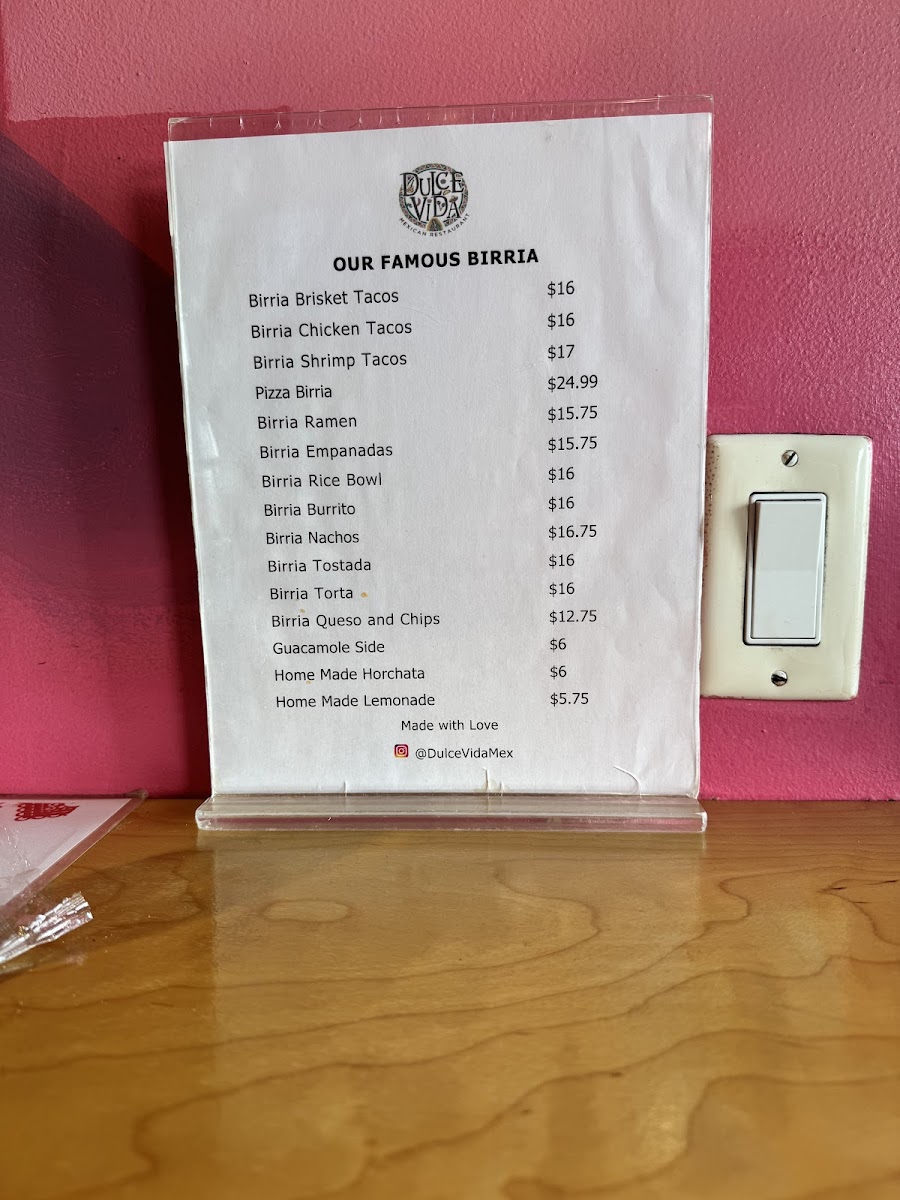 DULCE
VIDA
MEXICAN RESTAURANT
OUR FAMOUS BIRRIA
Birria Brisket Tacos $16
Birria Chicken Tacos $16
Birria Shrimp Tacos $17
Pizza Birria $24.99
Birria Ramen $15.75
Birria Empanadas $15.75
Birria Rice Bowl $16
Birria Burrito $16
Birria Nachos $16.75
Birria Tostada $16
Birria Torta $16
Birria Queso and Chips $12.75
Guacamole Side $6
Home Made Horchata $6
Home Made Lemonade $5.75
Made with Love
@DulceVidaMex